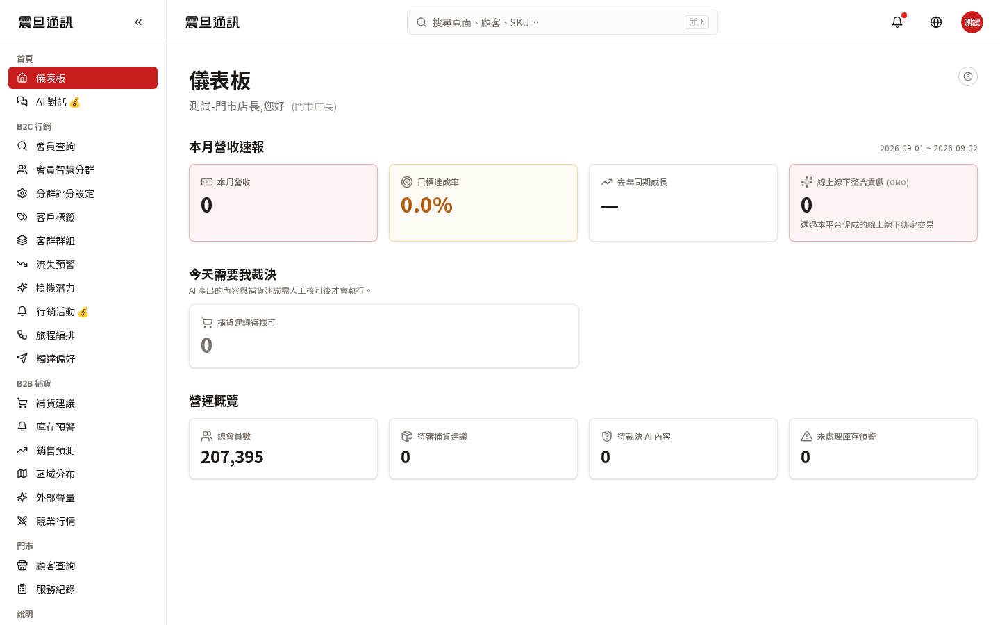 震旦通訊
首頁
儀表板
AI 對話 💰
B2C 行銷
會員查詢
會員智慧分群
分群評分設定
客戶標籤
客群群組
流失預警
換機潛力
行銷活動 💰
旅程編排
觸達偏好
B2B 補貨
補貨建議
庫存預警
銷售預測
區域分布
外部聲量
競業行情
門市
顧客查詢
服務紀錄
說明
震旦通訊
搜尋頁面、顧客、SKU…
⌘ K
測試
儀表板
測試-門市店長,您好 (門市店長)
本月營收速報
2026-09-01 ~ 2026-09-02
本月營收
0
目標達成率
0.0%
去年同期成長
—
線上線下整合貢獻 (OMO)
0
透過本平台促成的線上線下綁定交易
今天需要我裁決
AI 產出的內容與補貨建議需人工核可後才會執行。
補貨建議待核可
0
營運概覽
總會員數
207,395
待審補貨建議
0
待裁決 AI 內容
0
未處理庫存預警
0